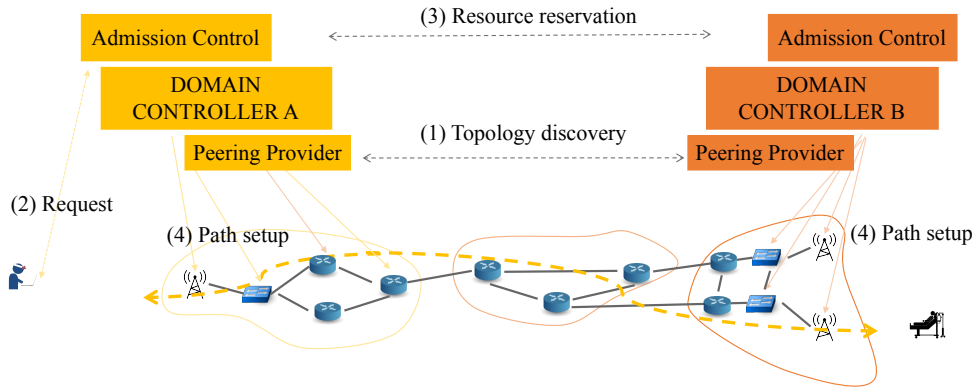 (3) Resource reservation
Admission Control
Admission Control
DOMAIN
CONTROLLER A
DOMAIN
CONTROLLER B
(1) Topology discovery
Peering Provider
Peering Provider
(2) Request
(4) Path setup
(4) Path setup